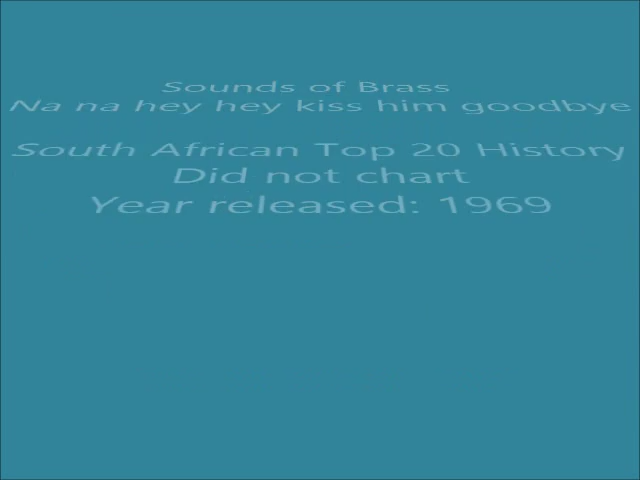 Sounds of Brass
Na na hey hey kiss him goodbye
South African Top 20 History
Did not chart
Year released: 1969